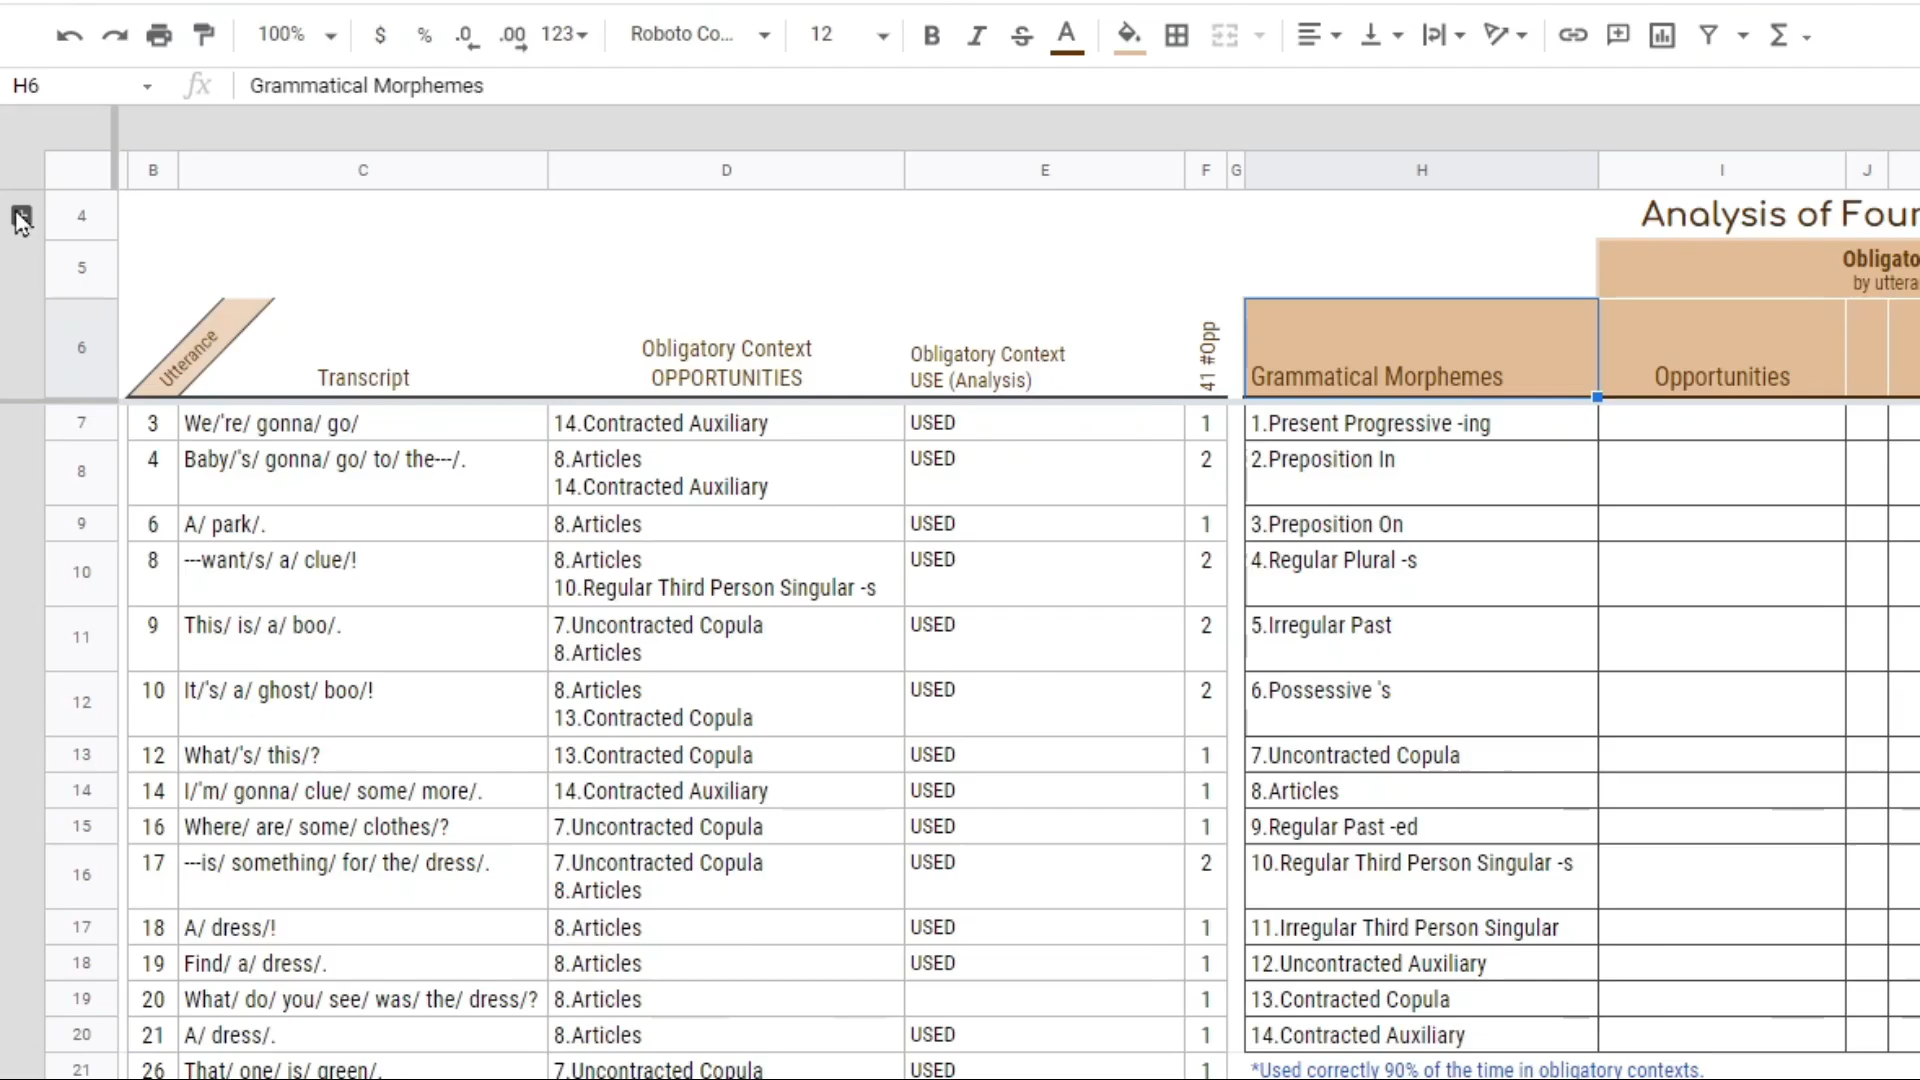 100%
$
%
.0
.00
123
Roboto Co...
12
B
I
S
A
Σ
H6
fx
Grammatical Morphemes
B C D E F G H I J
4
Analysis of Four
5
Obligato
by uttera
6
Utterance
Transcript
Obligatory Context
OPPORTUNITIES
Obligatory Context
USE (Analysis)
41 #Opp
Grammatical Morphemes
Opportunities
7 3 We/'re/ gonna/ go/ 14.Contracted Auxiliary USED 1 1.Present Progressive -ing
8 4 Baby/'s/ gonna/ go/ to/ the---/. 8.Articles USED 2 2.Preposition In
14.Contracted Auxiliary
9 6 A/ park/. 8.Articles USED 1 3.Preposition On
10 8 ---want/s/ a/ clue/! 8.Articles USED 2 4.Regular Plural -s
10.Regular Third Person Singular -s
11 9 This/ is/ a/ boo/. 7.Uncontracted Copula USED 2 5.Irregular Past
8.Articles
12 10 It/'s/ a/ ghost/ boo/! 8.Articles USED 2 6.Possessive 's
13.Contracted Copula
13 12 What/'s/ this/? 13.Contracted Copula USED 1 7.Uncontracted Copula
14 14 I/'m/ gonna/ clue/ some/ more/. 14.Contracted Auxiliary USED 1 8.Articles
15 16 Where/ are/ some/ clothes/? 7.Uncontracted Copula USED 1 9.Regular Past -ed
16 17 ---is/ something/ for/ the/ dress/. 7.Uncontracted Copula USED 2 10.Regular Third Person Singular -s
8.Articles
17 18 A/ dress/! 8.Articles USED 1 11.Irregular Third Person Singular
18 19 Find/ a/ dress/. 8.Articles USED 1 12.Uncontracted Auxiliary
19 20 What/ do/ you/ see/ was/ the/ dress/? 8.Articles 1 13.Contracted Copula
20 21 A/ dress/. 8.Articles USED 1 14.Contracted Auxiliary
21 26 That/ one/ is/ green/. 7.Uncontracted Copula USED 1 *Used correctly 90% of the time in obligatory contexts.